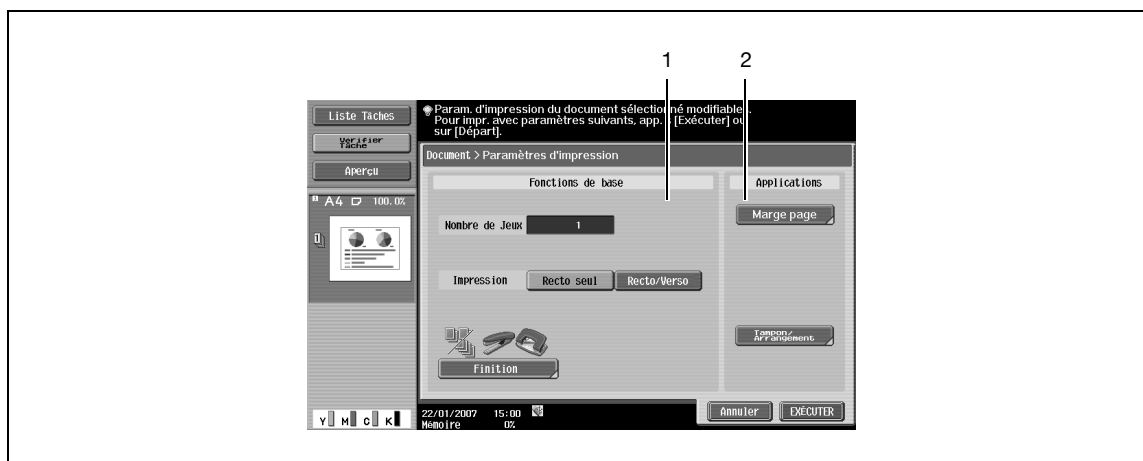 1 2
Liste Tâches
Vérifier
Tâche
Aperçu
A4 100.0%
1
Param. d'impression du document sélectionné modifiables.
Pour impr. avec paramètres suivants, app. [Exécuter] ou
sur [Départ].
Document > Paramètres d'impression
Fonctions de base
Applications
Nombre de Jeux 1
Marge page
Impression Recto seul Recto/Verso
Tampon/
Arrangement
Finition
Annuler EXÉCUTER
Y M C K
22/01/2007 15:00
Mémoire 0%